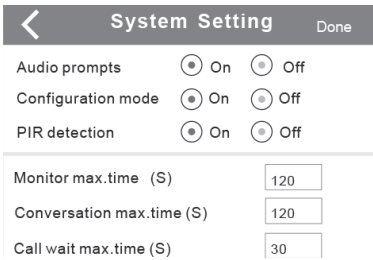 System Setting Done
Audio prompts On Off
Configuration mode On Off
PIR detection On Off
Monitor max.time (S) 120
Conversation max.time (S) 120
Call wait max.time (S) 30